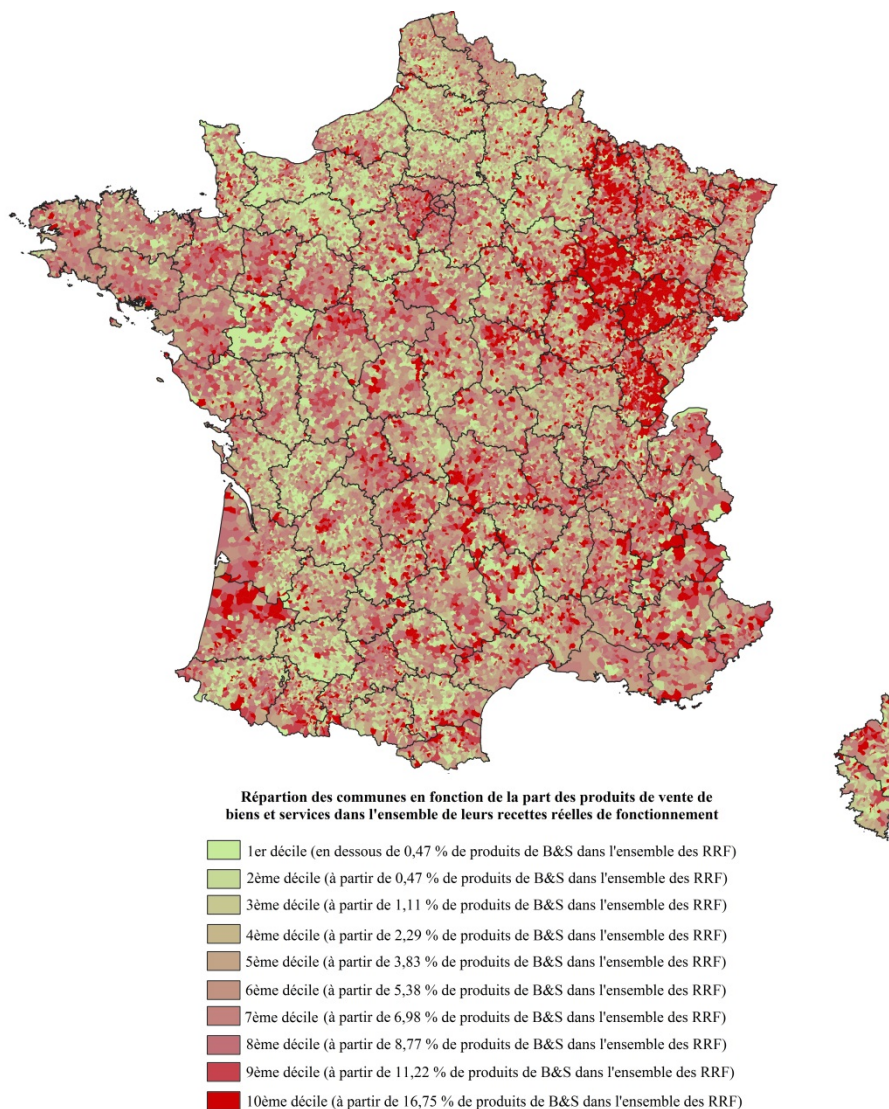 Répartion des communes en fonction de la part des produits de vente de
biens et services dans l'ensemble de leurs recettes réelles de fonctionnement
1er décile (en dessous de 0,47 % de produits de B&S dans l'ensemble des RRF)
2ème décile (à partir de 0,47 % de produits de B&S dans l'ensemble des RRF)
3ème décile (à partir de 1,11 % de produits de B&S dans l'ensemble des RRF)
4ème décile (à partir de 2,29 % de produits de B&S dans l'ensemble des RRF)
5ème décile (à partir de 3,83 % de produits de B&S dans l'ensemble des RRF)
6ème décile (à partir de 5,38 % de produits de B&S dans l'ensemble des RRF)
7ème décile (à partir de 6,98 % de produits de B&S dans l'ensemble des RRF)
8ème décile (à partir de 8,77 % de produits de B&S dans l'ensemble des RRF)
9ème décile (à partir de 11,22 % de produits de B&S dans l'ensemble des RRF)
10ème décile (à partir de 16,75 % de produits de B&S dans l'ensemble des RRF)